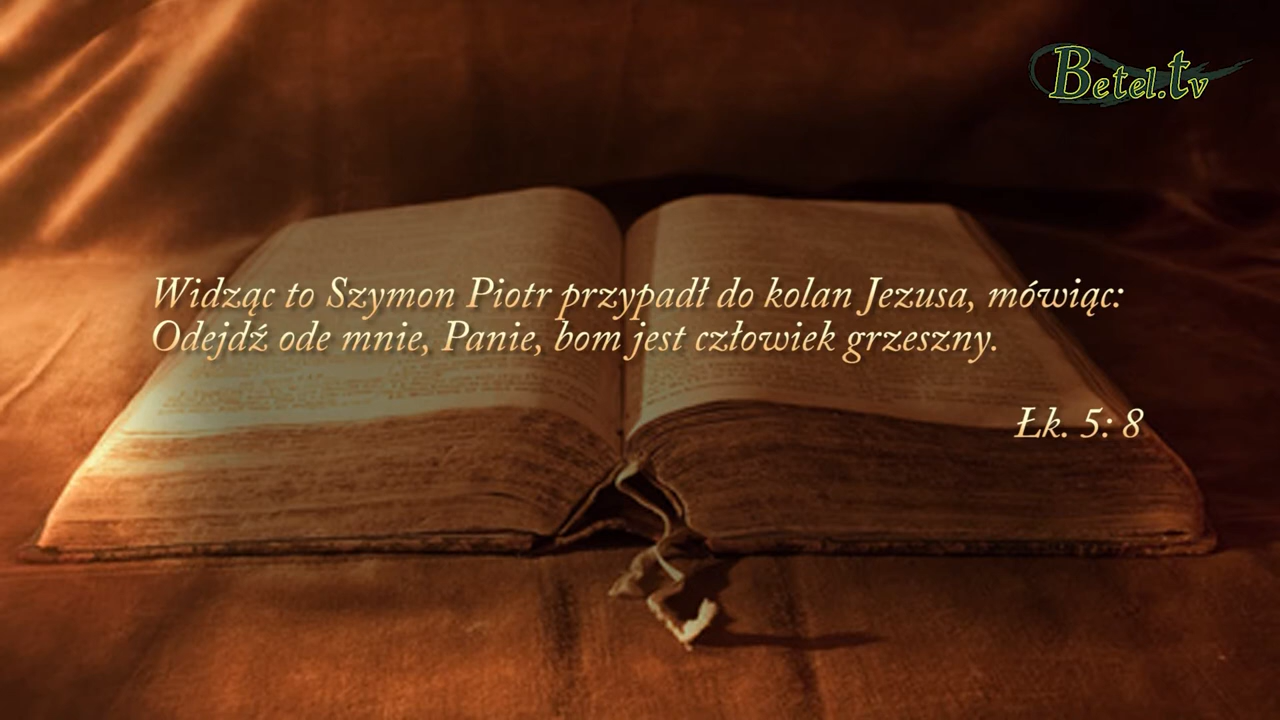 Betel.tv
Widząc to Szymon Piotr przypadł do kolan Jezusa, mówiąc:
Odejdź ode mnie, Panie, bom jest człowiek grzeszny.
Łk. 5: 8